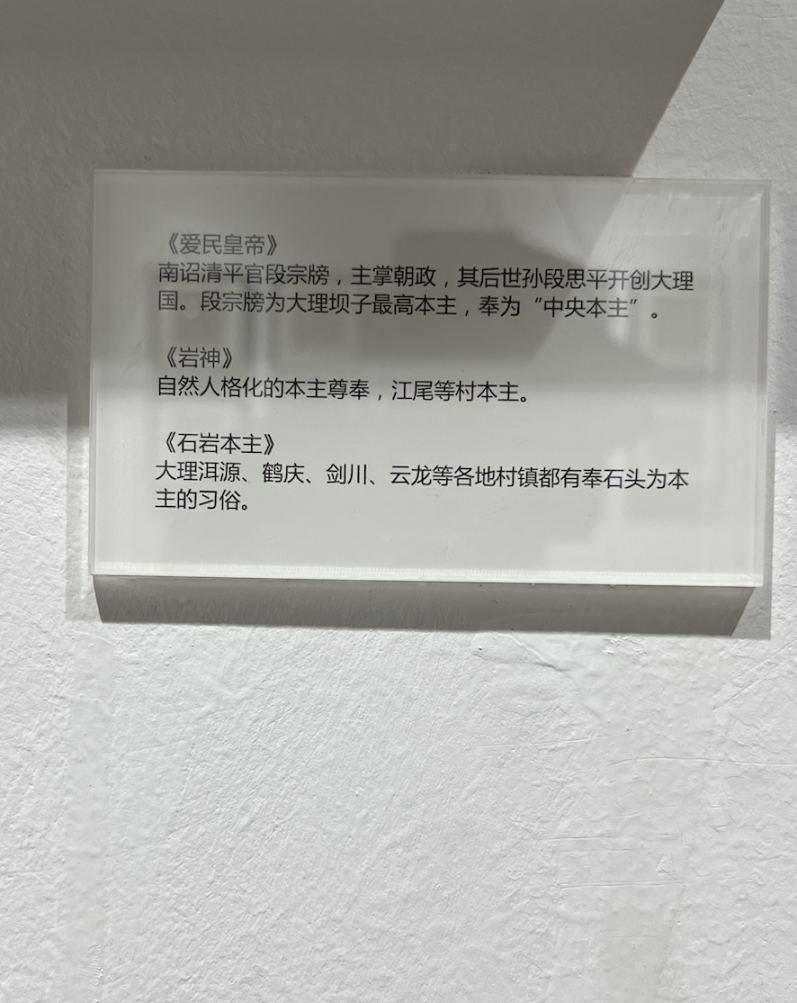 《爱民皇帝》
南诏清平官段宗牓，主掌朝政，其后世孙段思平开创大理
国。段宗牓为大理坝子最高本主，奉为“中央本主”。
《岩神》
自然人格化的本主尊奉，江尾等村本主。
《石岩本主》
大理洱源、鹤庆、剑川、云龙等各地村镇都有奉石头为本
主的习俗。